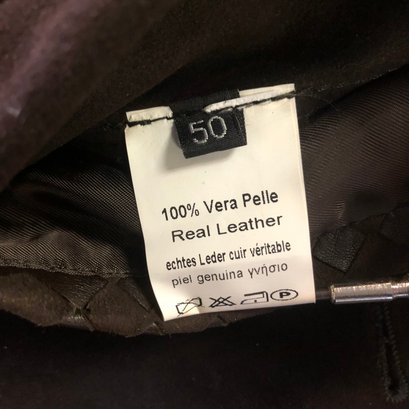 50
100% Vera Pelle
Real Leather
echtes Leder cuir véritable
piel genuina γνήσιο
P